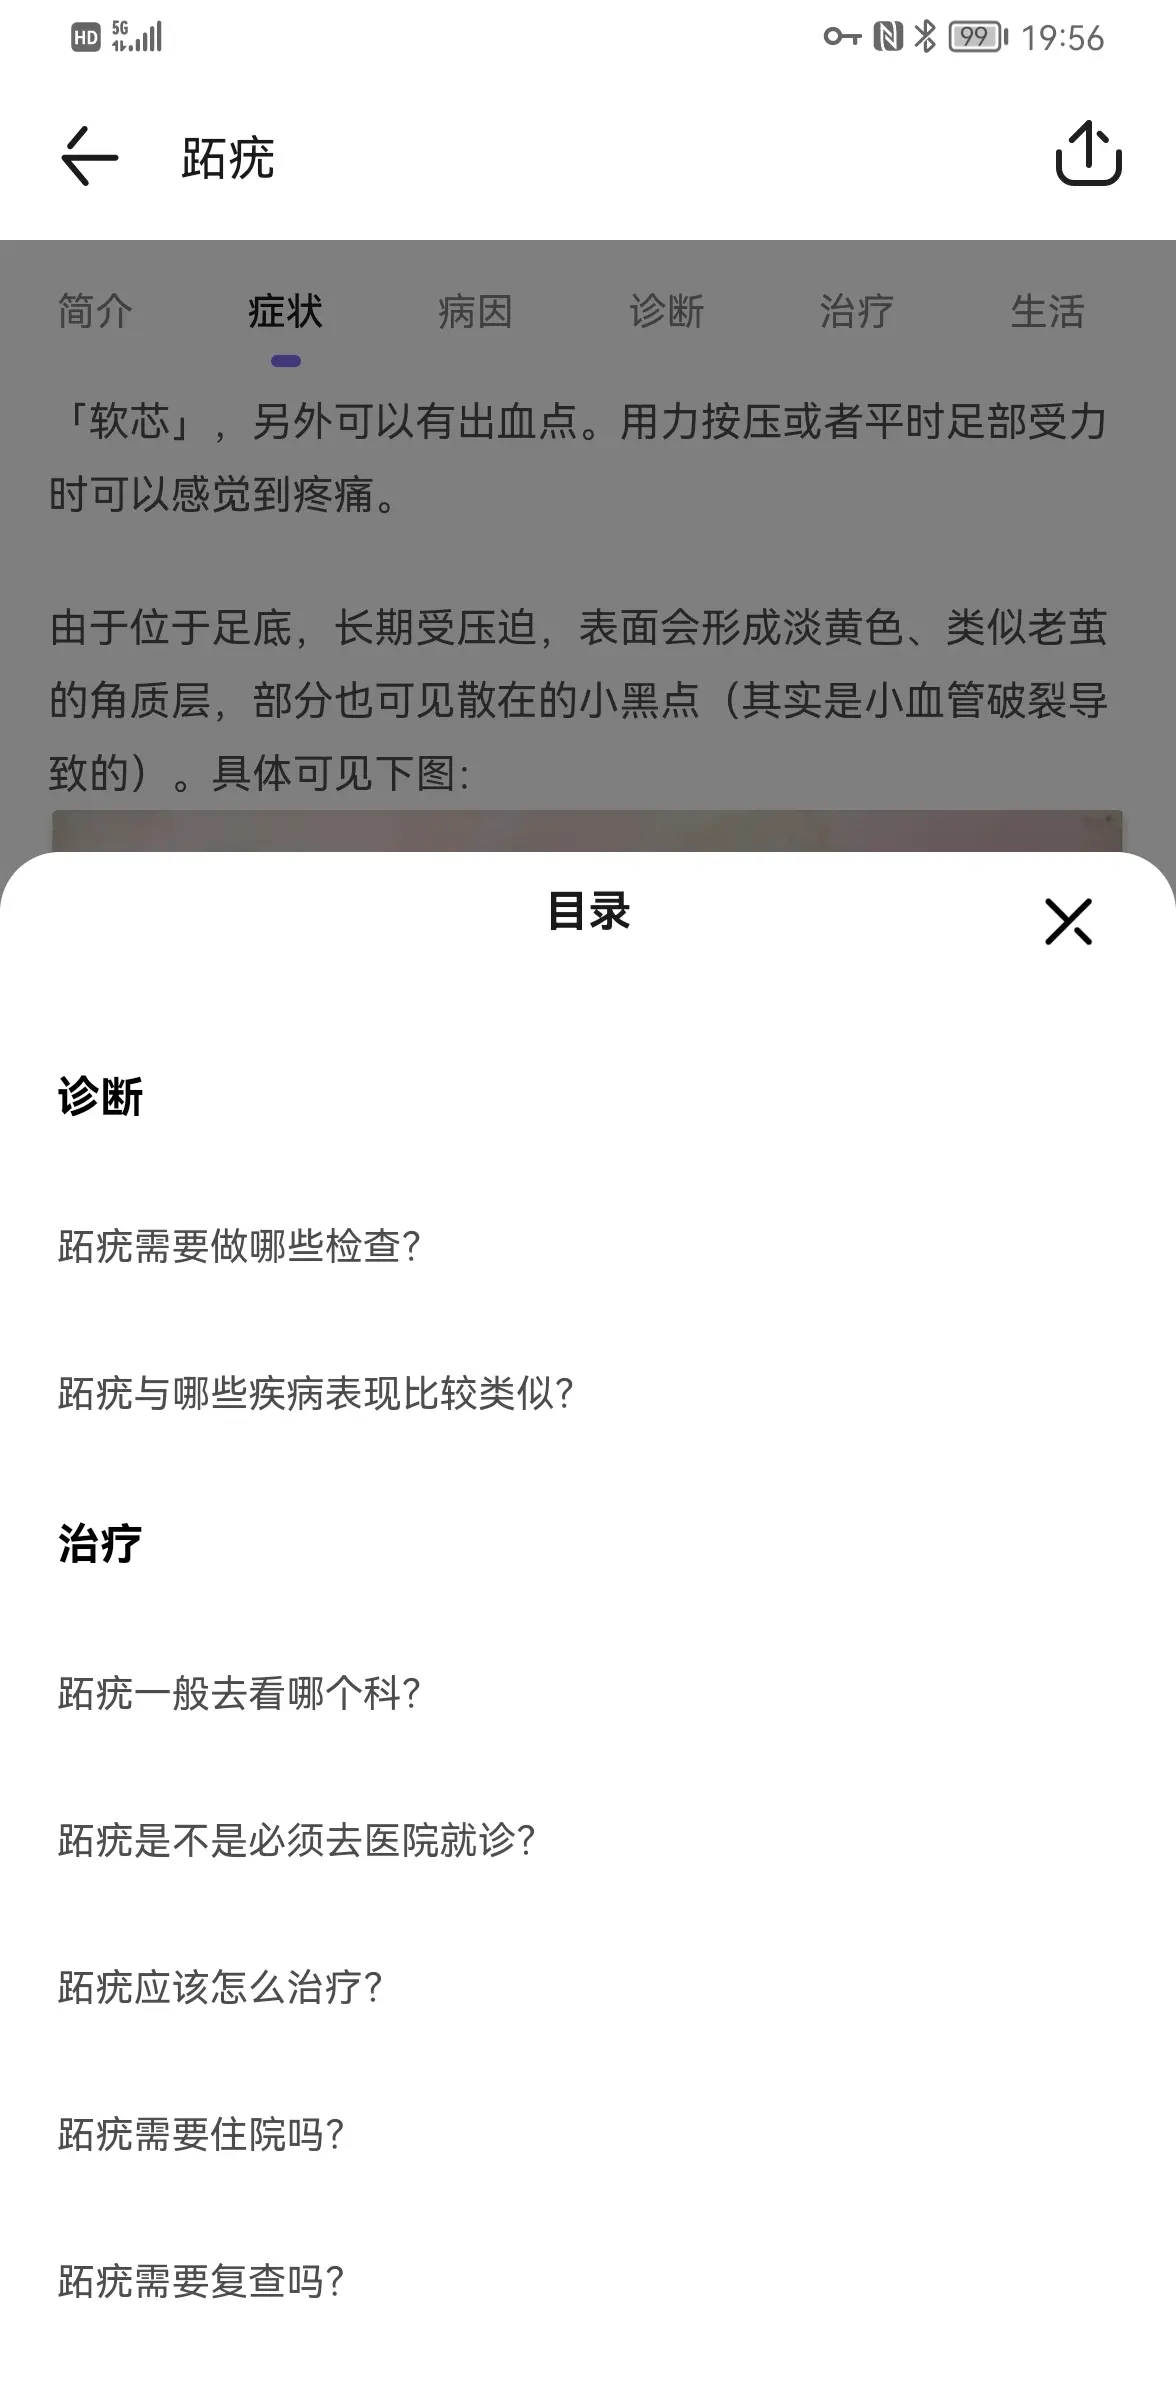 HD 5G 99 19:56
跖疣
简介 症状 病因 诊断 治疗 生活
「软芯」，另外可以有出血点。用力按压或者平时足部受力
时可以感觉到疼痛。
由于位于足底，长期受压迫，表面会形成淡黄色、类似老茧
的角质层，部分也可见散在的小黑点（其实是小血管破裂导
致的）。具体可见下图：
目录
诊断
跖疣需要做哪些检查？
跖疣与哪些疾病表现比较类似？
治疗
跖疣一般去看哪个科？
跖疣是不是必须去医院就诊？
跖疣应该怎么治疗？
跖疣需要住院吗？
跖疣需要复查吗？